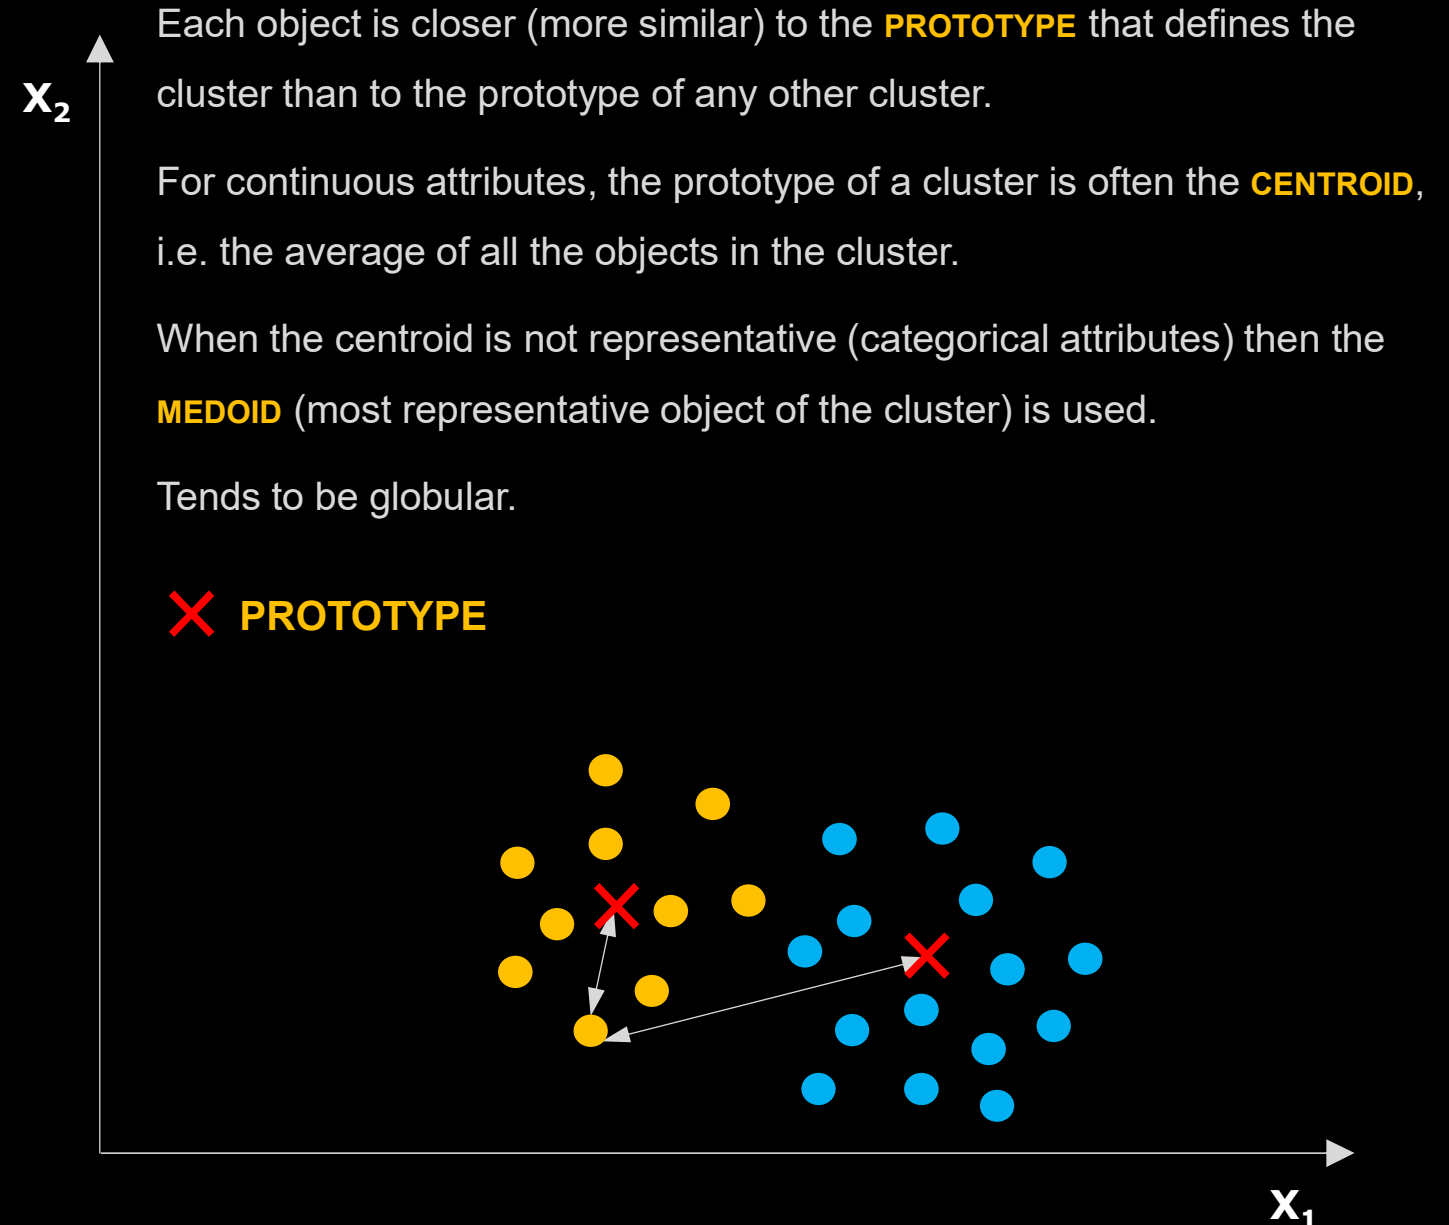 Each object is closer (more similar) to the PROTOTYPE that defines the
cluster than to the prototype of any other cluster.
For continuous attributes, the prototype of a cluster is often the CENTROID,
i.e. the average of all the objects in the cluster.
When the centroid is not representative (categorical attributes) then the
MEDOID (most representative object of the cluster) is used.
Tends to be globular.
PROTOTYPE
X₂
X₁